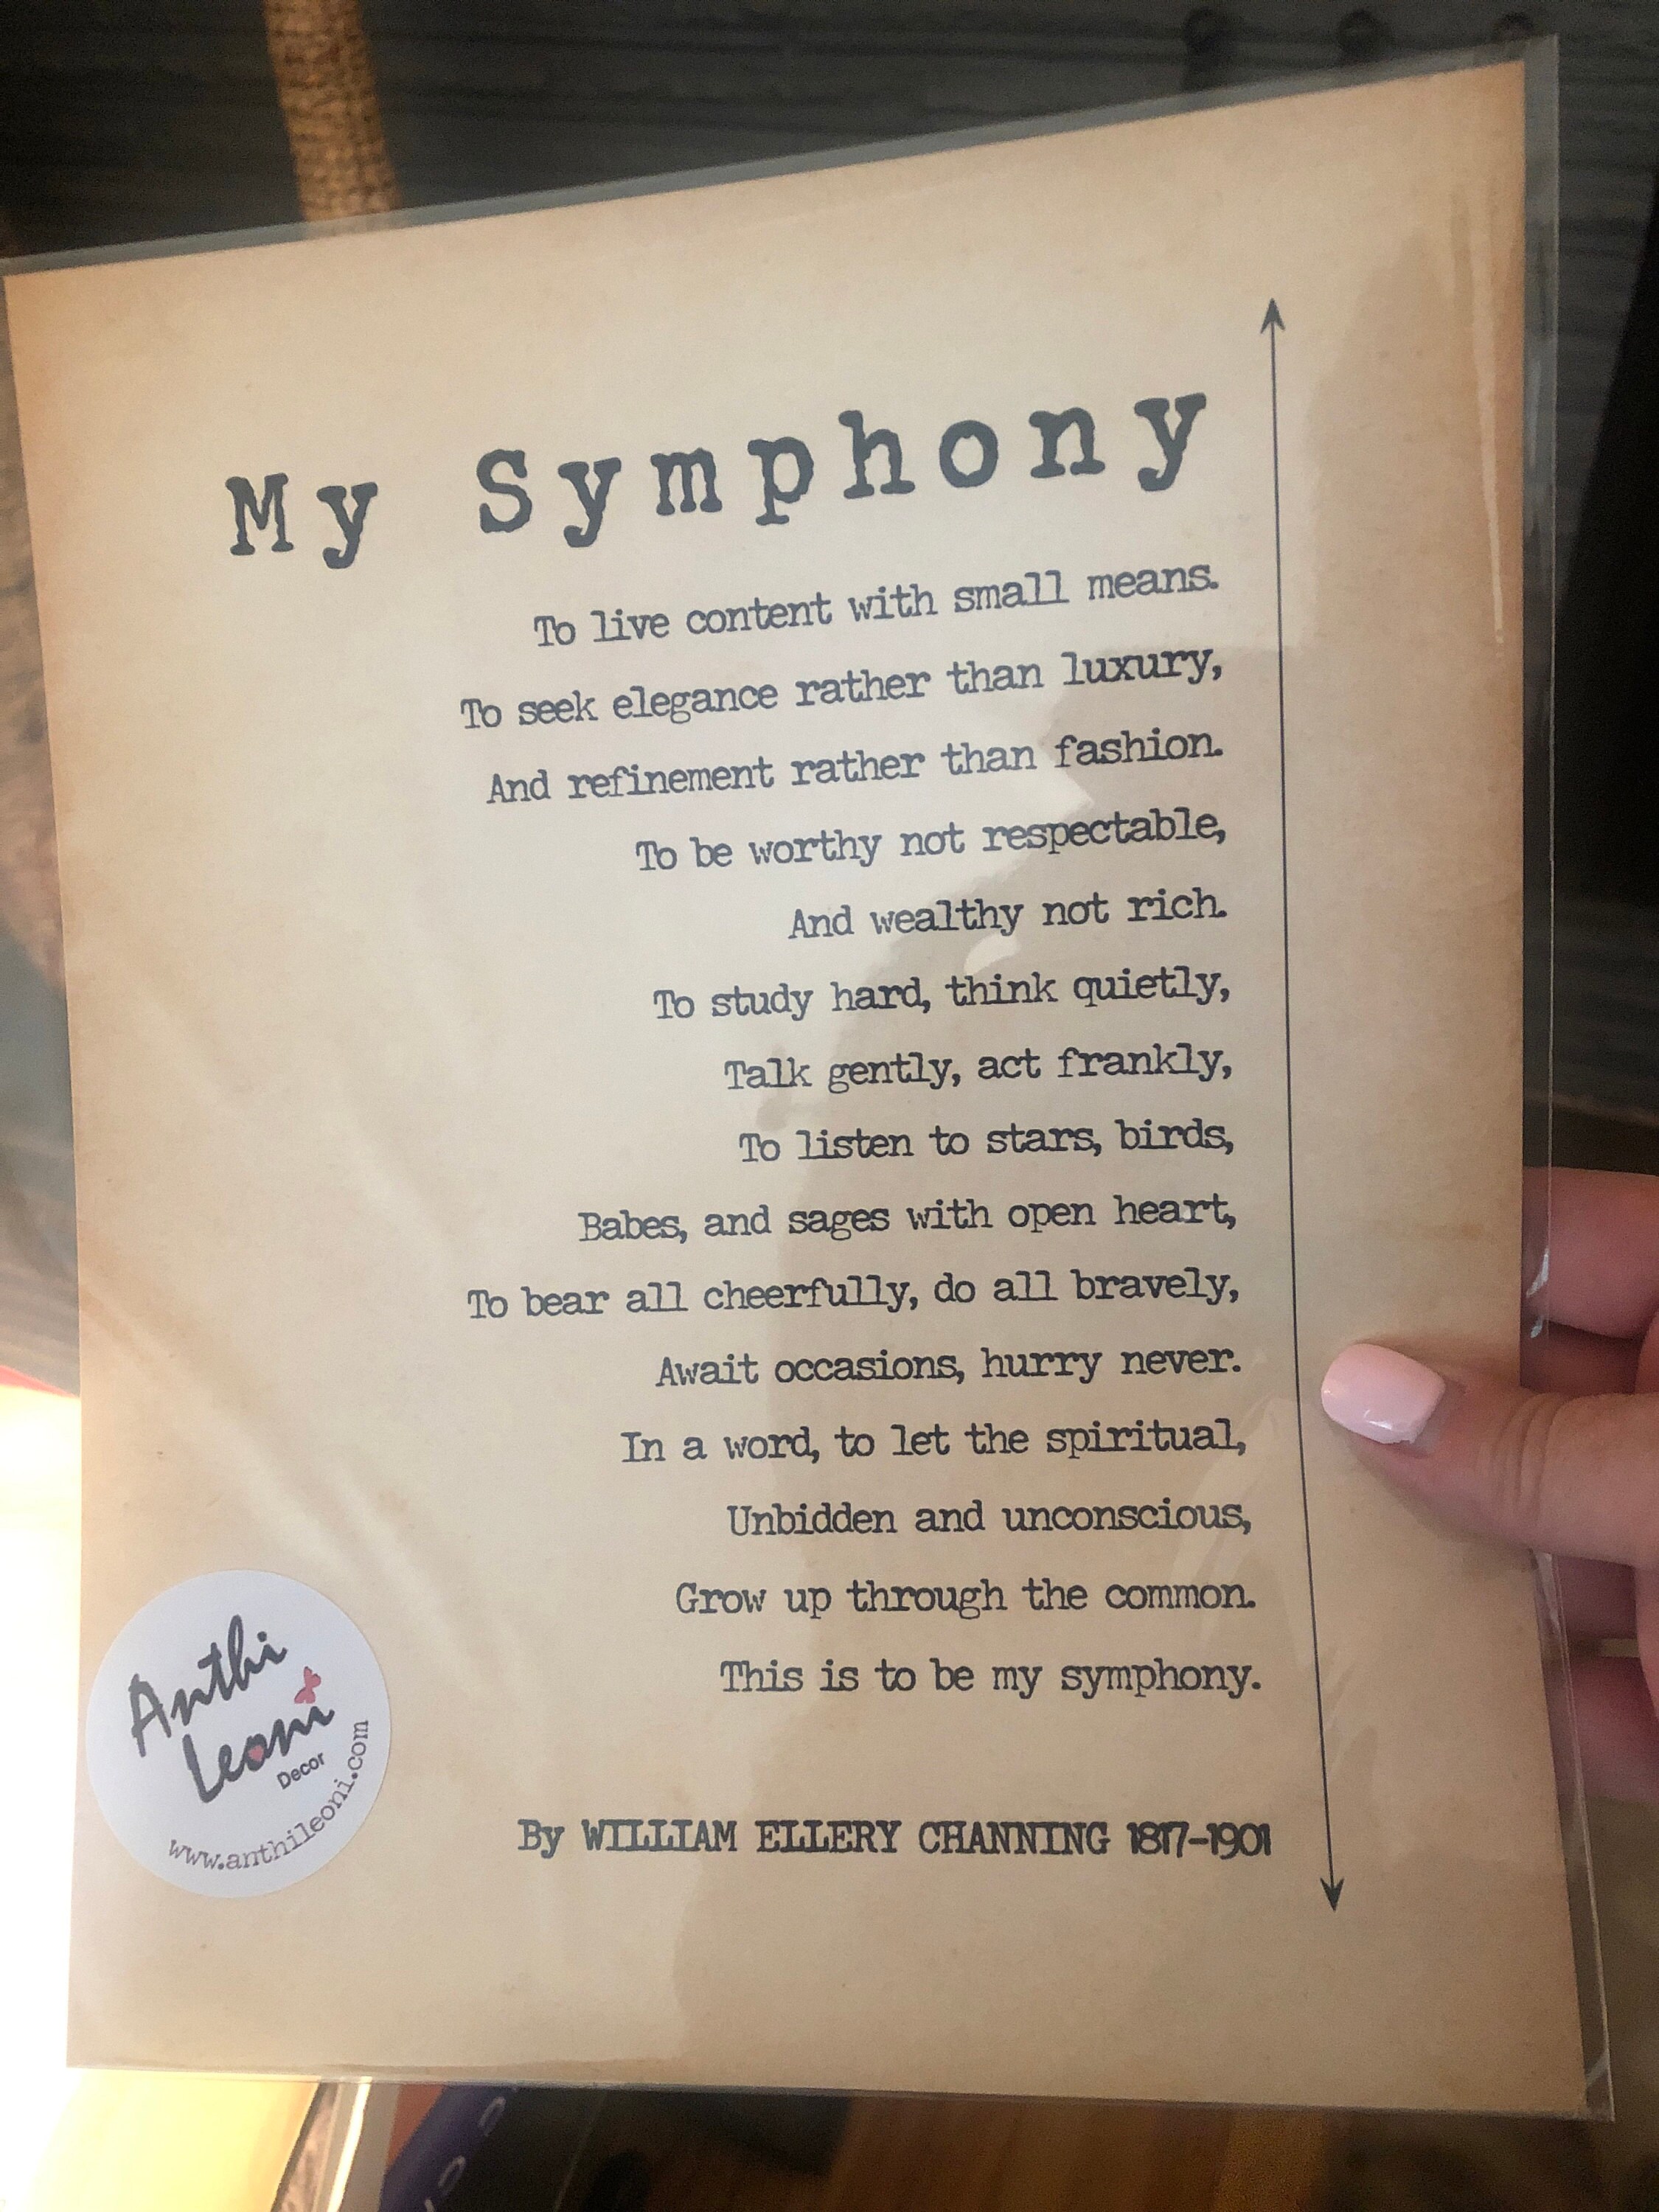 My Symphony
To live content with small means.
To seek elegance rather than luxury,
And refinement rather than fashion.
To be worthy not respectable,
And wealthy not rich.
To study hard, think quietly,
Talk gently, act frankly,
To listen to stars, birds,
Babes, and sages with open heart,
To bear all cheerfully, do all bravely,
Await occasions, hurry never.
In a word, to let the spiritual,
Unbidden and unconscious,
Grow up through the common.
This is to be my symphony.
By WILLIAM ELLERY CHANNING 1817-1901
Anthi
Leoni
Decor
www.anthileoni.com